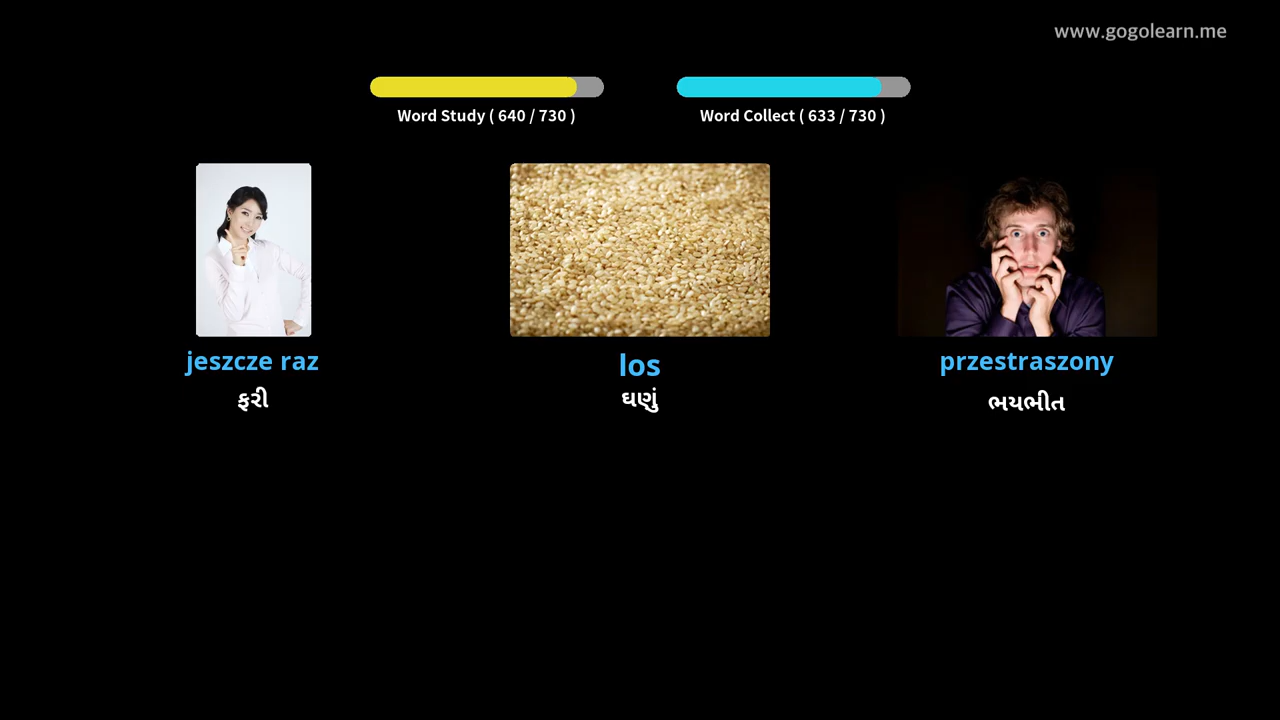 www.gogolearn.me
Word Study ( 640 / 730 )
Word Collect ( 633 / 730 )
jeszcze raz
los
przestraszony
ફરી
ઘણું
ભયભીત